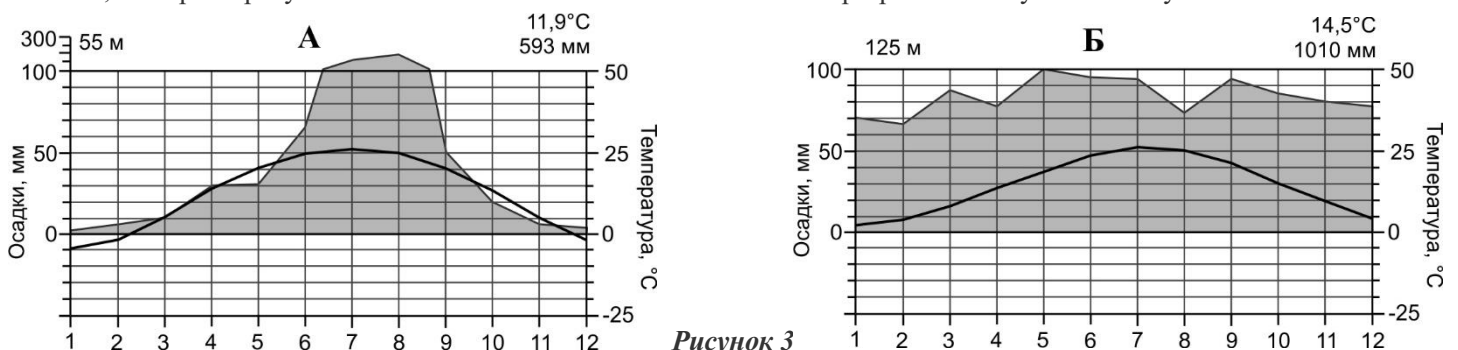 11,9°C
593 мм
55 м
А
300
100
50
0
50
25
0
-25
Осадки, мм
Температура, °C
1 2 3 4 5 6 7 8 9 10 11 12
Рисунок 3
14,5°C
1010 мм
125 м
Б
100
50
0
50
25
0
-25
Осадки, мм
Температура, °C
1 2 3 4 5 6 7 8 9 10 11 12